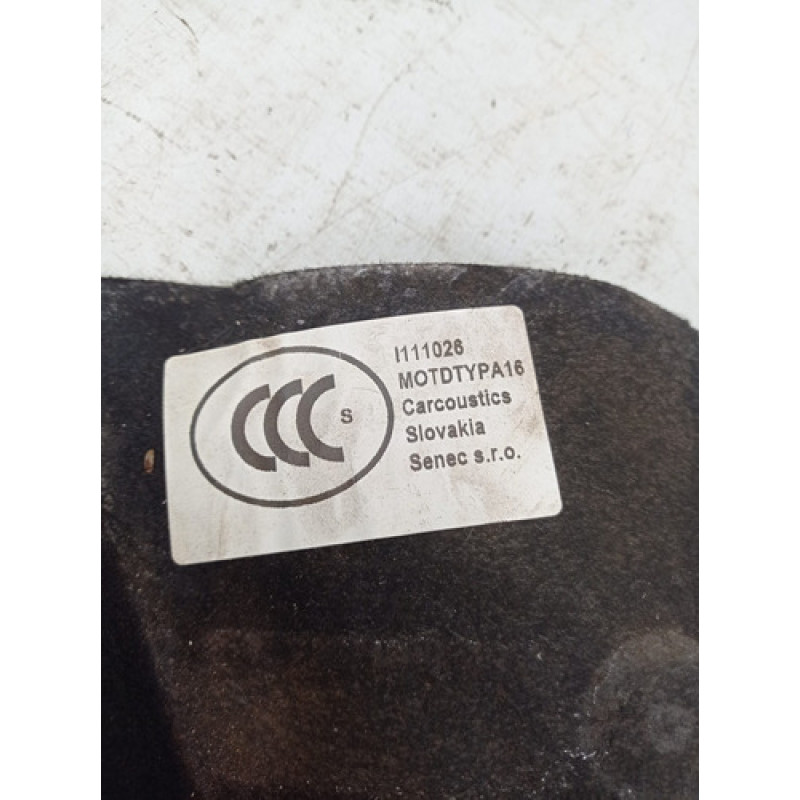 CCC S
I111026
MOTDTYPA16
Carcoustics
Slovakia
Senec s.r.o.